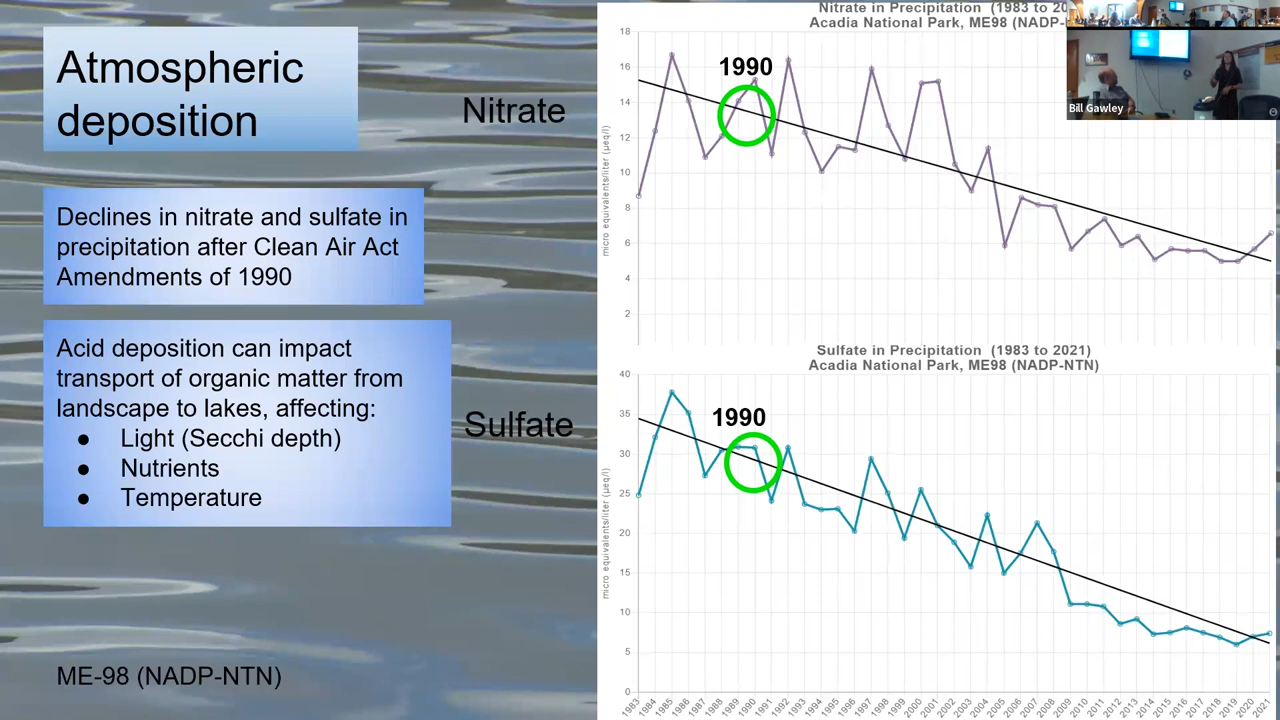 Atmospheric
deposition
Declines in nitrate and sulfate in
precipitation after Clean Air Act
Amendments of 1990
Acid deposition can impact
transport of organic matter from
landscape to lakes, affecting:
● Light (Secchi depth)
● Nutrients
● Temperature
ME-98 (NADP-NTN)
Nitrate
Sulfate
Nitrate in Precipitation (1983 to 20
Acadia National Park, ME98 (NADP-
1990
micro equivalents/liter (µeq/l)
18
16
14
12
10
8
6
4
2
Bill Gawley
Sulfate in Precipitation (1983 to 2021)
Acadia National Park, ME98 (NADP-NTN)
1990
micro equivalents/liter (µeq/l)
40
35
30
25
20
15
10
5
0
1983 1984 1985 1986 1987 1988 1989 1990 1991 1992 1993 1994 1995 1996 1997 1998 1999 2000 2001 2002 2003 2004 2005 2006 2007 2008 2009 2010 2011 2012 2013 2014 2015 2016 2017 2018 2019 2020 2021